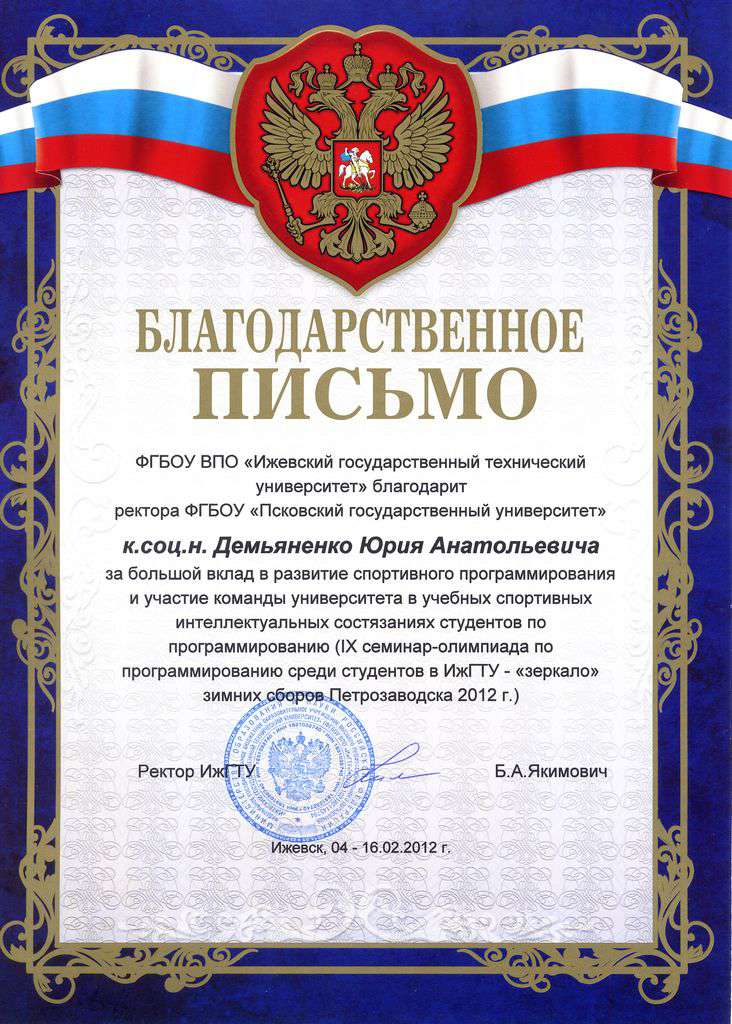 БЛАГОДАРСТВЕННОЕ
ПИСЬМО
ФГБОУ ВПО «Ижевский государственный технический
университет» благодарит
ректора ФГБОУ «Псковский государственный университет»
к.соц.н. Демьяненко Юрия Анатольевича
за большой вклад в развитие спортивного программирования
и участие команды университета в учебных спортивных
интеллектуальных состязаниях студентов по
программированию (IX семинар-олимпиада по
программированию среди студентов в ИжГТУ - «зеркало»
зимних сборов Петрозаводска 2012 г.)
Ректор ИжГТУ
Б.А.Якимович
Ижевск, 04 - 16.02.2012 г.